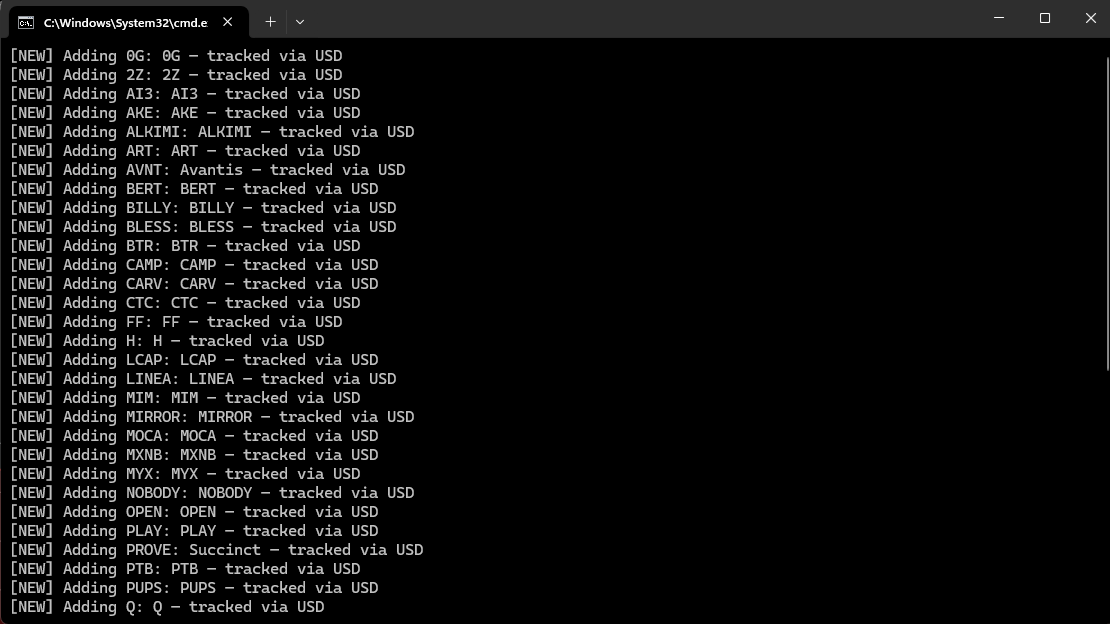 C:\Windows\System32\cmd.e
[NEW] Adding 0G: 0G — tracked via USD
[NEW] Adding 2Z: 2Z — tracked via USD
[NEW] Adding AI3: AI3 — tracked via USD
[NEW] Adding AKE: AKE — tracked via USD
[NEW] Adding ALKIMI: ALKIMI — tracked via USD
[NEW] Adding ART: ART — tracked via USD
[NEW] Adding AVNT: Avantis — tracked via USD
[NEW] Adding BERT: BERT — tracked via USD
[NEW] Adding BILLY: BILLY — tracked via USD
[NEW] Adding BLESS: BLESS — tracked via USD
[NEW] Adding BTR: BTR — tracked via USD
[NEW] Adding CAMP: CAMP — tracked via USD
[NEW] Adding CARV: CARV — tracked via USD
[NEW] Adding CTC: CTC — tracked via USD
[NEW] Adding FF: FF — tracked via USD
[NEW] Adding H: H — tracked via USD
[NEW] Adding LCAP: LCAP — tracked via USD
[NEW] Adding LINEA: LINEA — tracked via USD
[NEW] Adding MIM: MIM — tracked via USD
[NEW] Adding MIRROR: MIRROR — tracked via USD
[NEW] Adding MOCA: MOCA — tracked via USD
[NEW] Adding MXNB: MXNB — tracked via USD
[NEW] Adding MYX: MYX — tracked via USD
[NEW] Adding NOBODY: NOBODY — tracked via USD
[NEW] Adding OPEN: OPEN — tracked via USD
[NEW] Adding PLAY: PLAY — tracked via USD
[NEW] Adding PROVE: Succinct — tracked via USD
[NEW] Adding PTB: PTB — tracked via USD
[NEW] Adding PUPS: PUPS — tracked via USD
[NEW] Adding Q: Q — tracked via USD